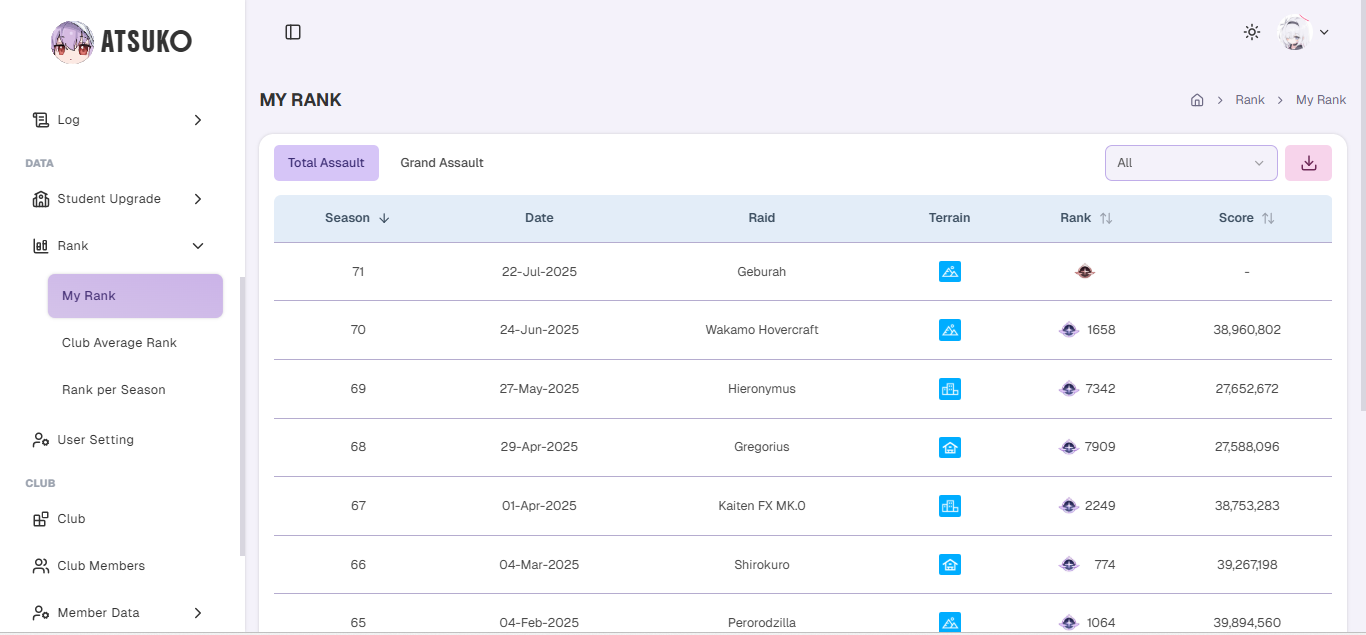 ATSUKO
Log
DATA
Student Upgrade
Rank
My Rank
Club Average Rank
Rank per Season
User Setting
CLUB
Club
Club Members
Member Data
MY RANK
Rank
My Rank
Total Assault Grand Assault All
Season Date Raid Terrain Rank Score
71 22-Jul-2025 Geburah -
70 24-Jun-2025 Wakamo Hovercraft 1658 38,960,802
69 27-May-2025 Hieronymus 7342 27,652,672
68 29-Apr-2025 Gregorius 7909 27,588,096
67 01-Apr-2025 Kaiten FX MK.0 2249 38,753,283
66 04-Mar-2025 Shirokuro 774 39,267,198
65 04-Feb-2025 Perorodzilla 1064 39,894,560